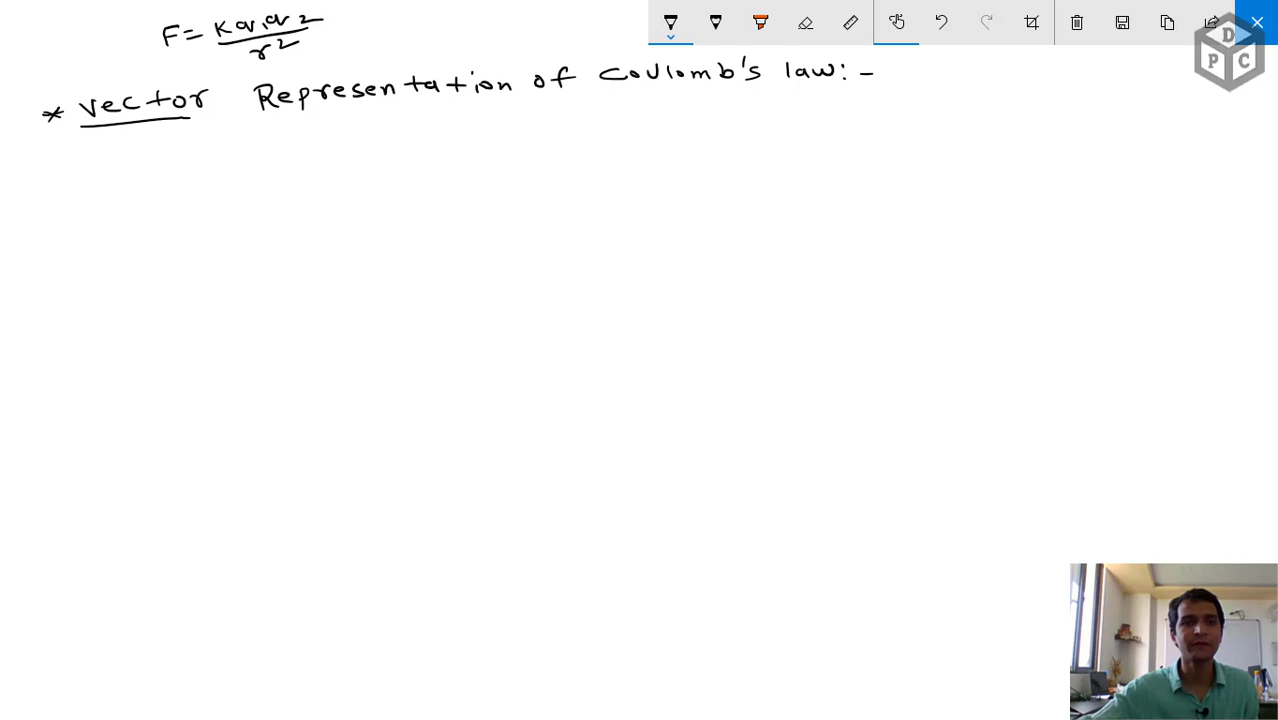 F = Kq₁q₂/r²
* Vector Representation of Coulomb's law:-
D
P C